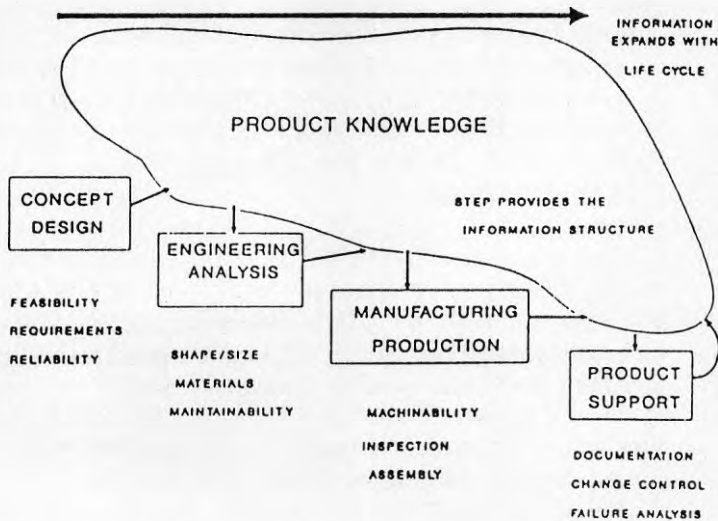 INFORMATION
EXPANDS WITH
LIFE CYCLE
PRODUCT KNOWLEDGE
CONCEPT
DESIGN
STEP PROVIDES THE
INFORMATION STRUCTURE
ENGINEERING
ANALYSIS
FEASIBILITY
REQUIREMENTS
RELIABILITY
MANUFACTURING
PRODUCTION
SHAPE/SIZE
MATERIALS
MAINTAINABILITY
PRODUCT
SUPPORT
MACHINABILITY
INSPECTION
ASSEMBLY
DOCUMENTATION
CHANGE CONTROL
FAILURE ANALYSIS